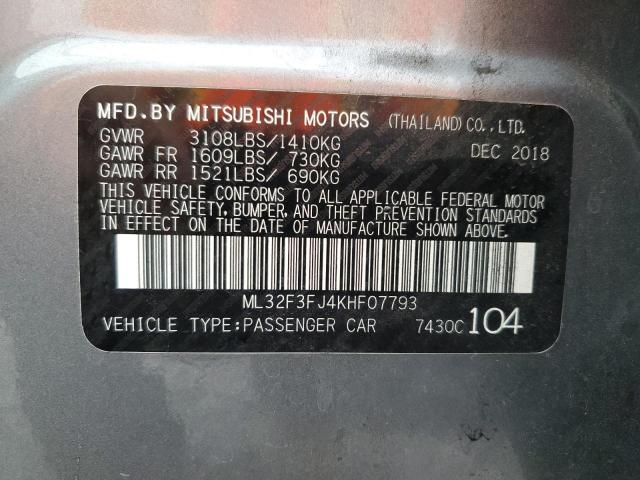 MFD.BY MITSUBISHI MOTORS (THAILAND)CO.,LTD.
GVWR 3108LBS/1410KG DEC 2018
GAWR FR 1609LBS/ 730KG
GAWR RR 1521LBS/ 690KG
THIS VEHICLE CONFORMS TO ALL APPLICABLE FEDERAL MOTOR
VEHICLE SAFETY, BUMPER, AND THEFT PREVENTION STANDARDS
IN EFFECT ON THE DATE OF MANUFACTURE SHOWN ABOVE.
ML32F3FJ4KHF07793
VEHICLE TYPE:PASSENGER CAR 7430C 104